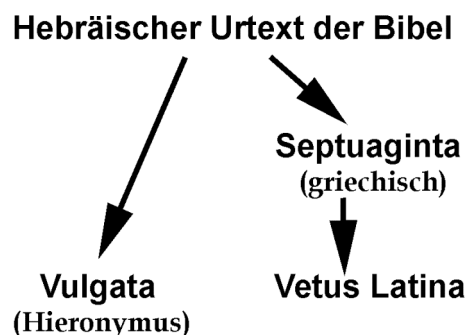 Hebräischer Urtext der Bibel
Septuaginta
(griechisch)
Vulgata
(Hieronymus)
Vetus Latina